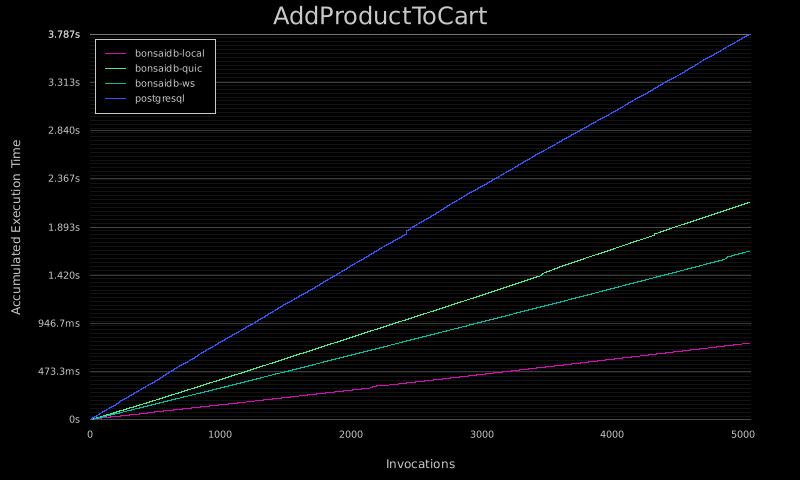 AddProductToCart
3.787s
bonsaidb-local
bonsaidb-quic
bonsaidb-ws
postgresql
3.313s
2.840s
2.367s
1.893s
1.420s
946.7ms
473.3ms
0s
Accumulated Execution Time
0 1000 2000 3000 4000 5000
Invocations